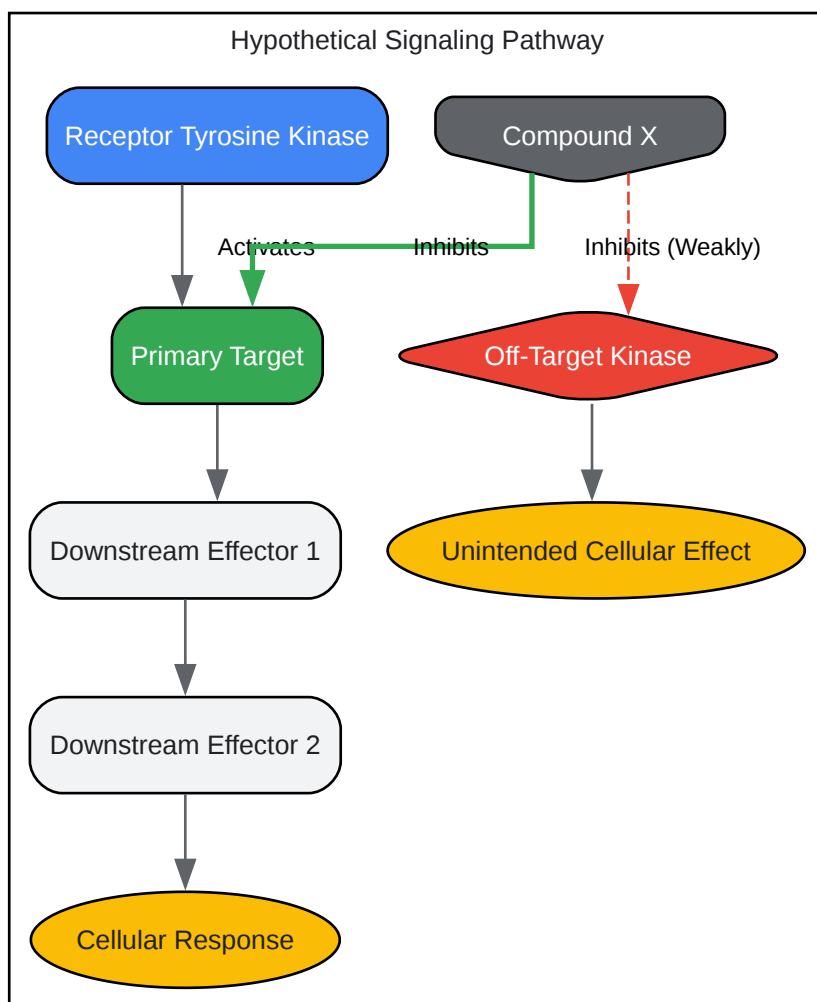 Hypothetical Signaling Pathway
Receptor Tyrosine Kinase
Compound X
Activates
Inhibits
Inhibits (Weakly)
Primary Target
Off-Target Kinase
Downstream Effector 1
Unintended Cellular Effect
Downstream Effector 2
Cellular Response